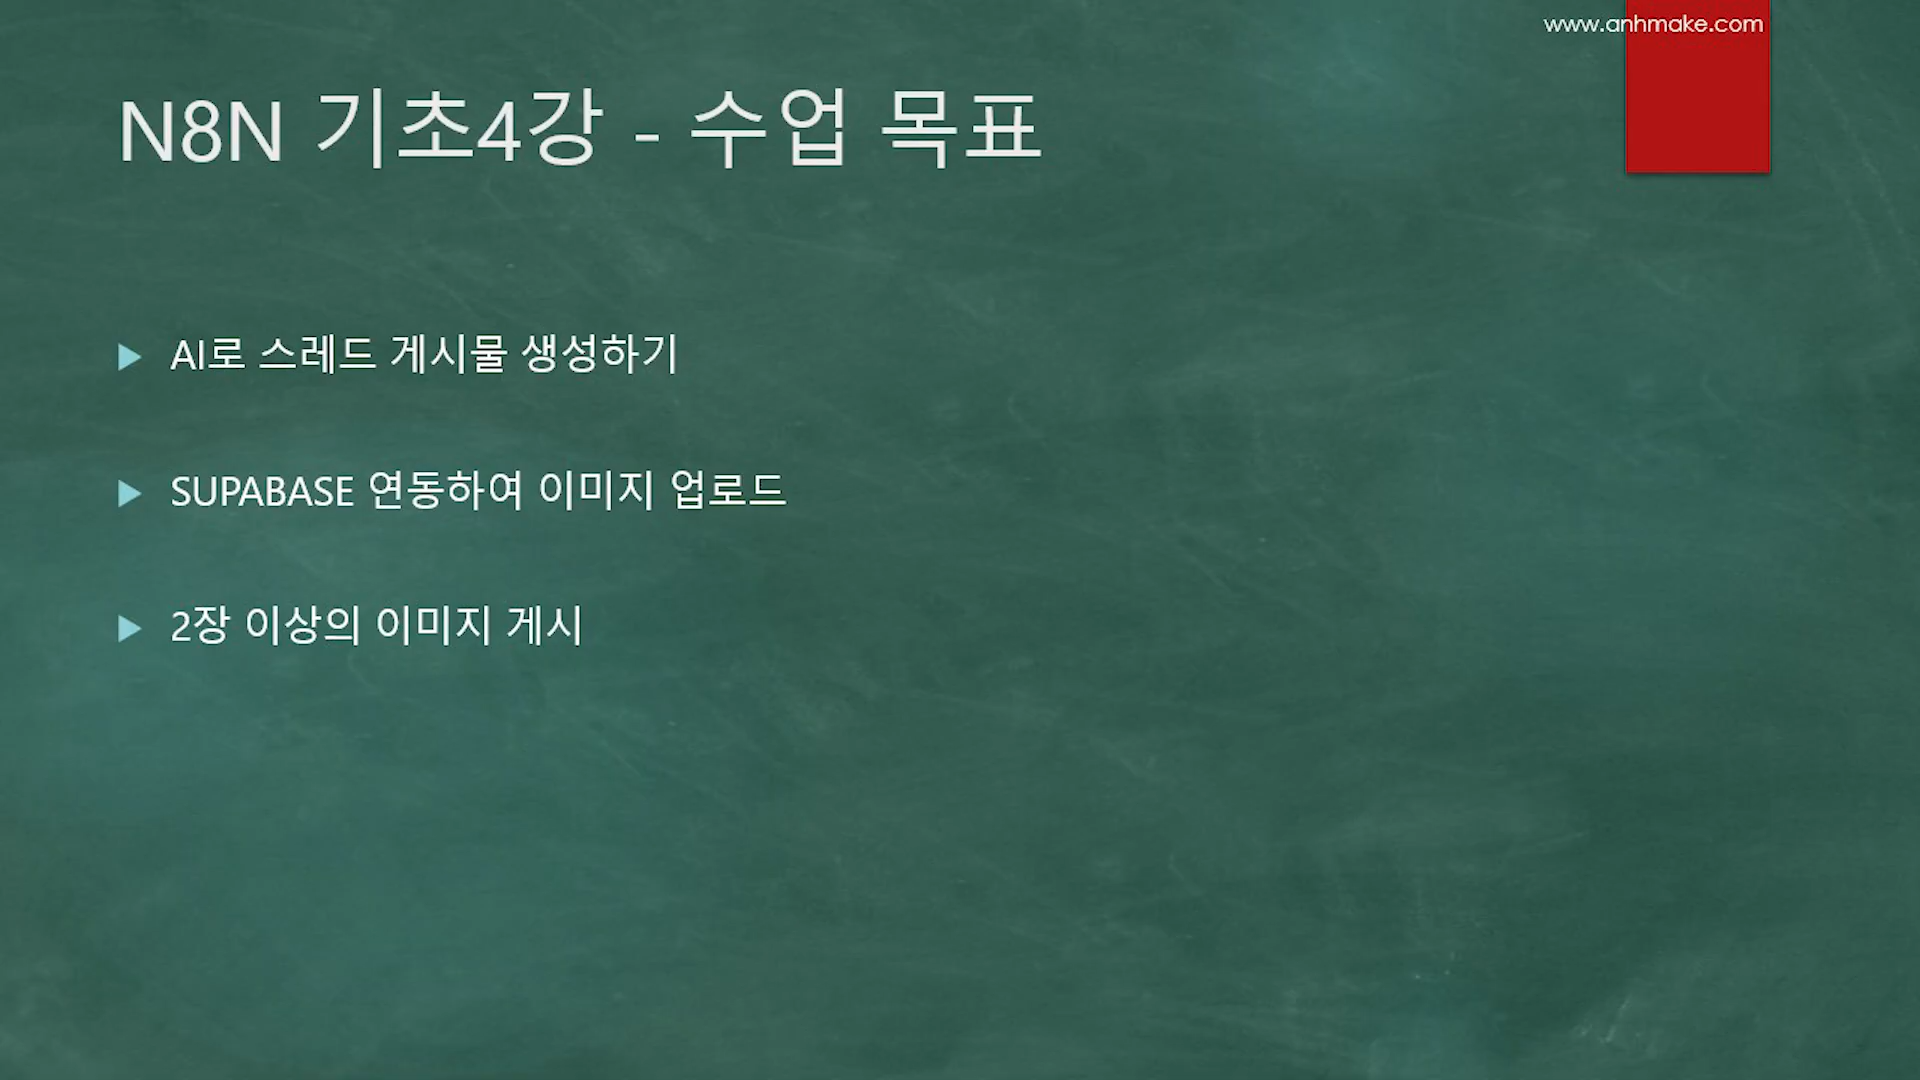 www.anhmake.com
N8N 기초4강 - 수업 목표
AI로 스레드 게시물 생성하기
SUPABASE 연동하여 이미지 업로드
2장 이상의 이미지 게시